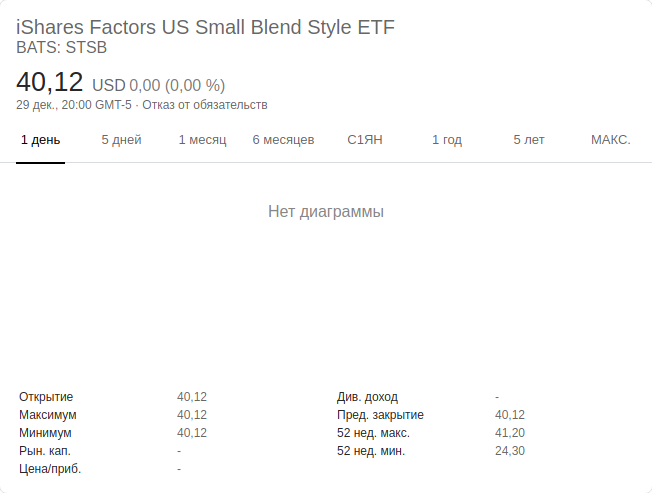 iShares Factors US Small Blend Style ETF
BATS: STSB
40,12 USD 0,00 (0,00 %)
29 дек., 20:00 GMT-5 · Отказ от обязательств
1 день 5 дней 1 месяц 6 месяцев С1ЯН 1 год 5 лет МАКС.
Нет диаграммы
Открытие 40,12 Див. доход -
Максимум 40,12 Пред. закрытие 40,12
Минимум 40,12 52 нед. макс. 41,20
Рын. кап. - 52 нед. мин. 24,30
Цена/приб. -